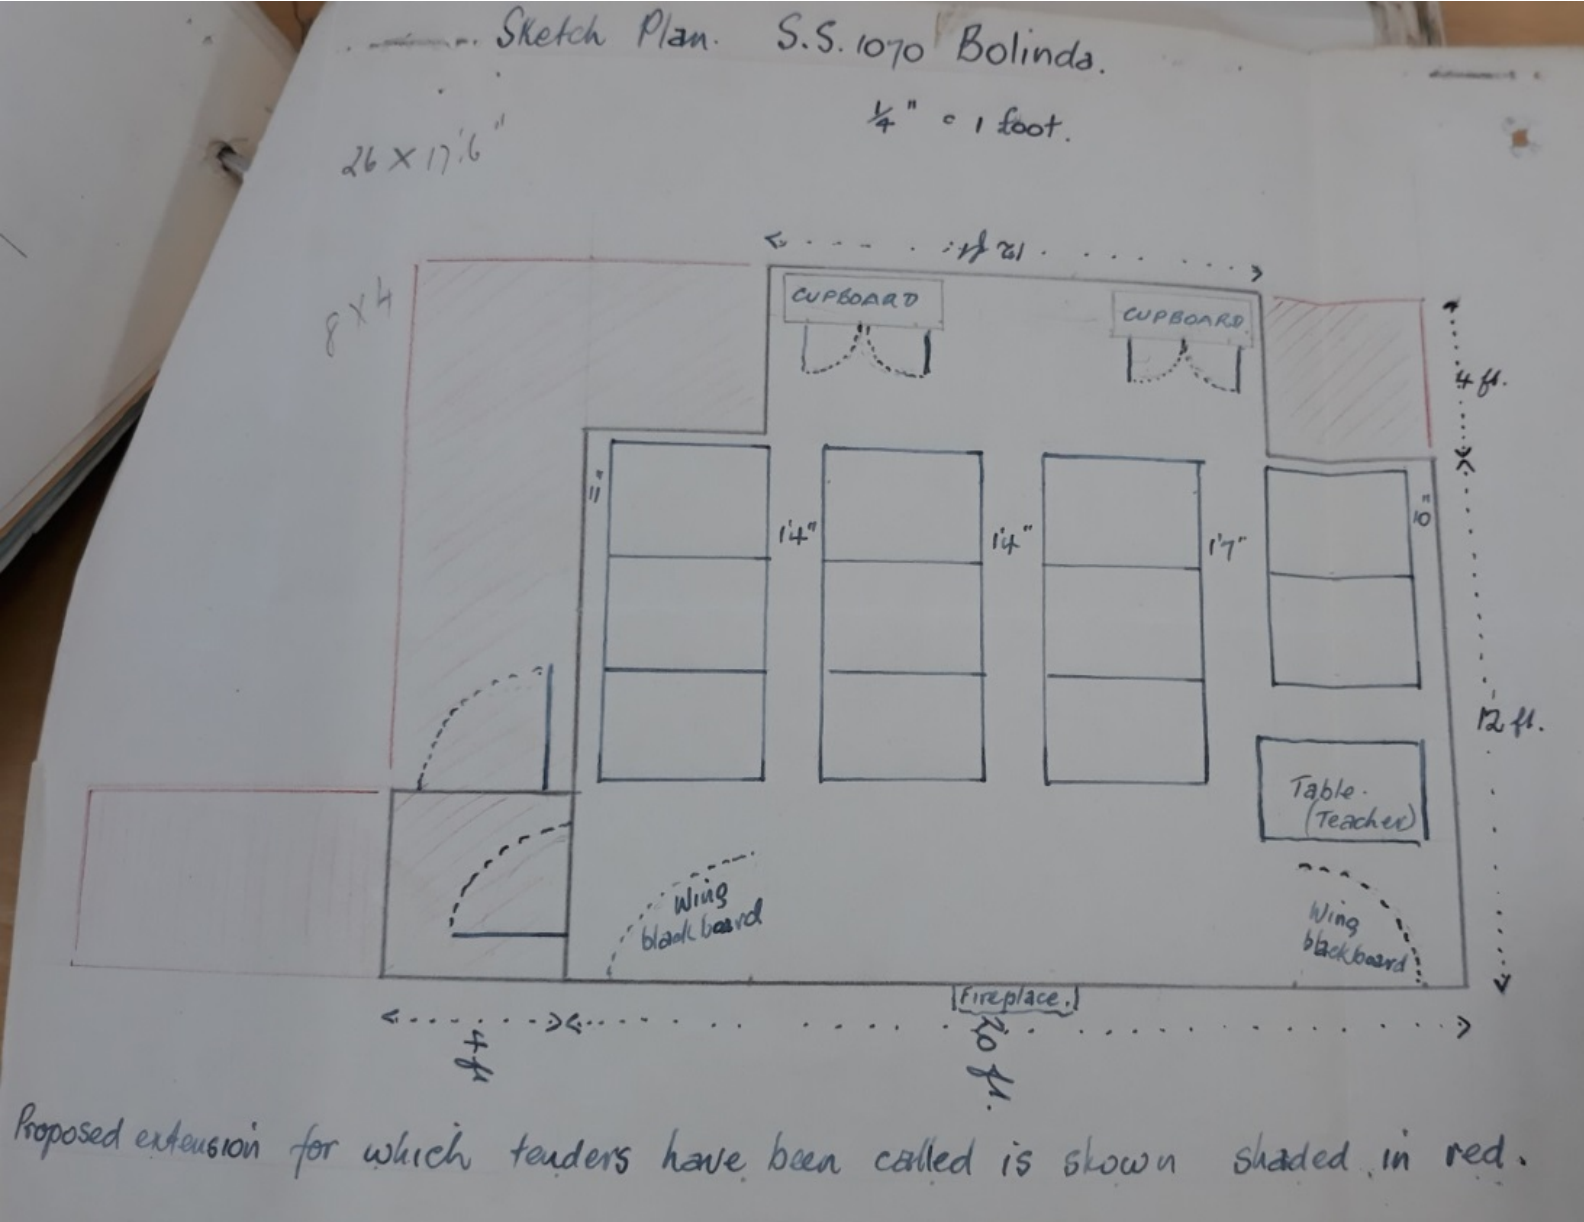 Sketch Plan. S.S. 1070 Bolinda.
¼" = 1 foot.
26 X 17'.6"
8 X 4
12 ft.
CUPBOARD
CUPBOARD.
4 ft.
11"
1'4"
1'4"
1'7"
10"
12 ft.
Table.
(Teacher)
Wing
blackboard
Wing
blackboard
Fireplace.
4 ft
20 ft.
Proposed extension for which tenders have been called is shown shaded in red.